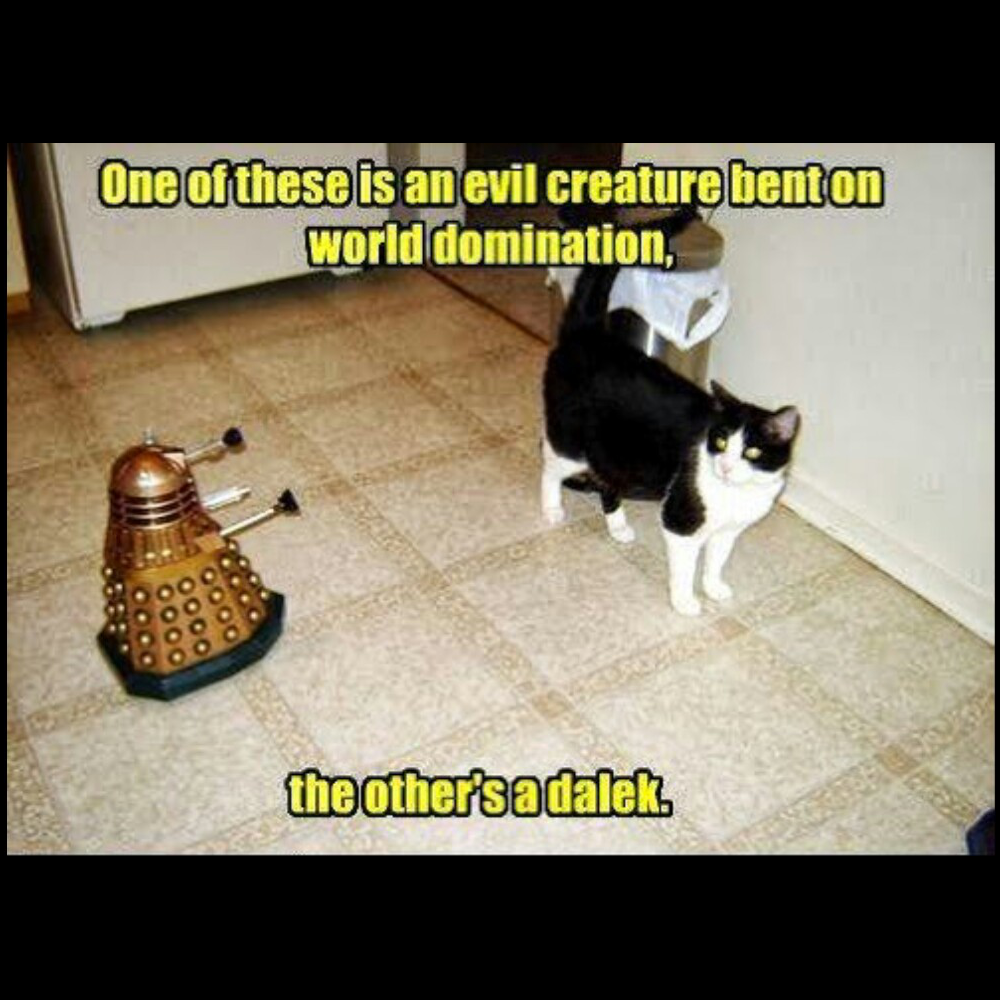 One of these is an evil creature bent on
world domination,
the other's a dalek.